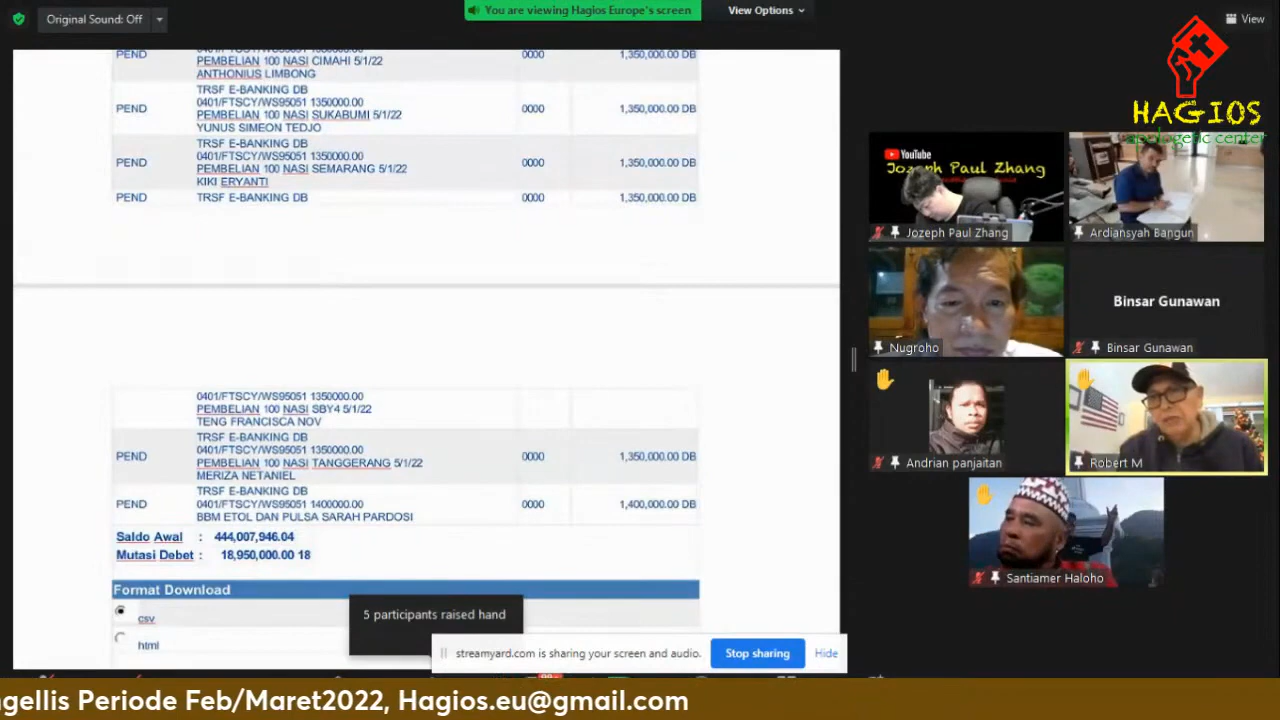 Original Sound: Off
You are viewing Hagios Europe's screen
View Options
View
HAGIOS
apologetic center
0401/FTSCY/WS95051 1350000.00
PEND PEMBELIAN 100 NASI CIMAHI 5/1/22 0000 1,350,000.00 DB
ANTHONIUS LIMBONG
TRSF E-BANKING DB
0401/FTSCY/WS95051 1350000.00
PEND 0000 1,350,000.00 DB
PEMBELIAN 100 NASI SUKABUMI 5/1/22
YUNUS SIMEON TEDJO
TRSF E-BANKING DB
0401/FTSCY/WS95051 1350000.00
PEND 0000 1,350,000.00 DB
PEMBELIAN 100 NASI SEMARANG 5/1/22
KIKI ERYANTI
PEND TRSF E-BANKING DB 0000 1,350,000.00 DB
0401/FTSCY/WS95051 1350000.00
PEMBELIAN 100 NASI SBY4 5/1/22
TENG FRANCISCA NOV
TRSF E-BANKING DB
0401/FTSCY/WS95051 1350000.00
PEND 0000 1,350,000.00 DB
PEMBELIAN 100 NASI TANGGERANG 5/1/22
MERIZA NETANIEL
TRSF E-BANKING DB
PEND 0401/FTSCY/WS95051 1400000.00 0000 1,400,000.00 DB
BBM ETOL DAN PULSA SARAH PARDOSI
Saldo Awal : 444,007,946.04
Mutasi Debet : 18,950,000.00 18
Format Download
csv
html
5 participants raised hand
streamyard.com is sharing your screen and audio.
Stop sharing
Hide
YouTube
Jozeph Paul Zhang
Jozeph Paul Zhang
Ardiansyah Bangun
Nugroho
Binsar Gunawan
Binsar Gunawan
Andrian panjaitan
Robert M
Santiamer Haloho
ngellis Periode Feb/Maret2022, Hagios.eu@gmail.com